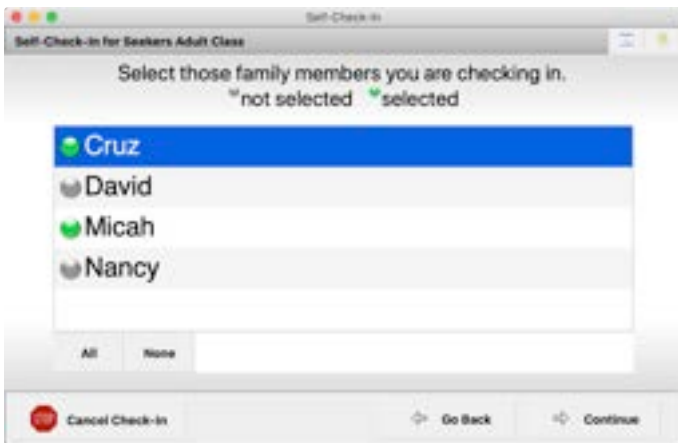 Self-Check-In
Self-Check-In for Seekers Adult Class
Select those family members you are checking in.
not selected selected
Cruz
David
Micah
Nancy
All None
STOP Cancel Check-In Go Back Continue